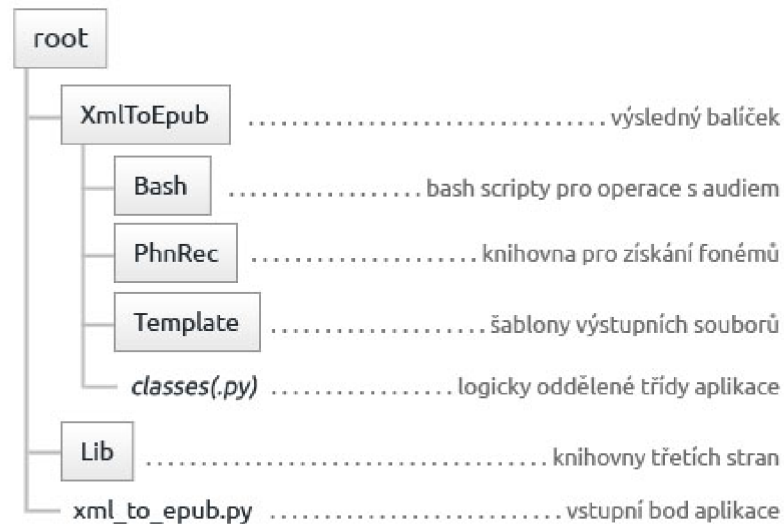 root
XmlToEpub ................................. výsledný balíček
Bash .................. bash scripty pro operace s audiem
PhnRec ..................... knihovna pro získání fonémů
Template .................... šablony výstupních souborů
classes(.py) ................. logicky oddělené třídy aplikace
Lib ..................................... knihovny třetích stran
xml_to_epub.py ........................... vstupní bod aplikace